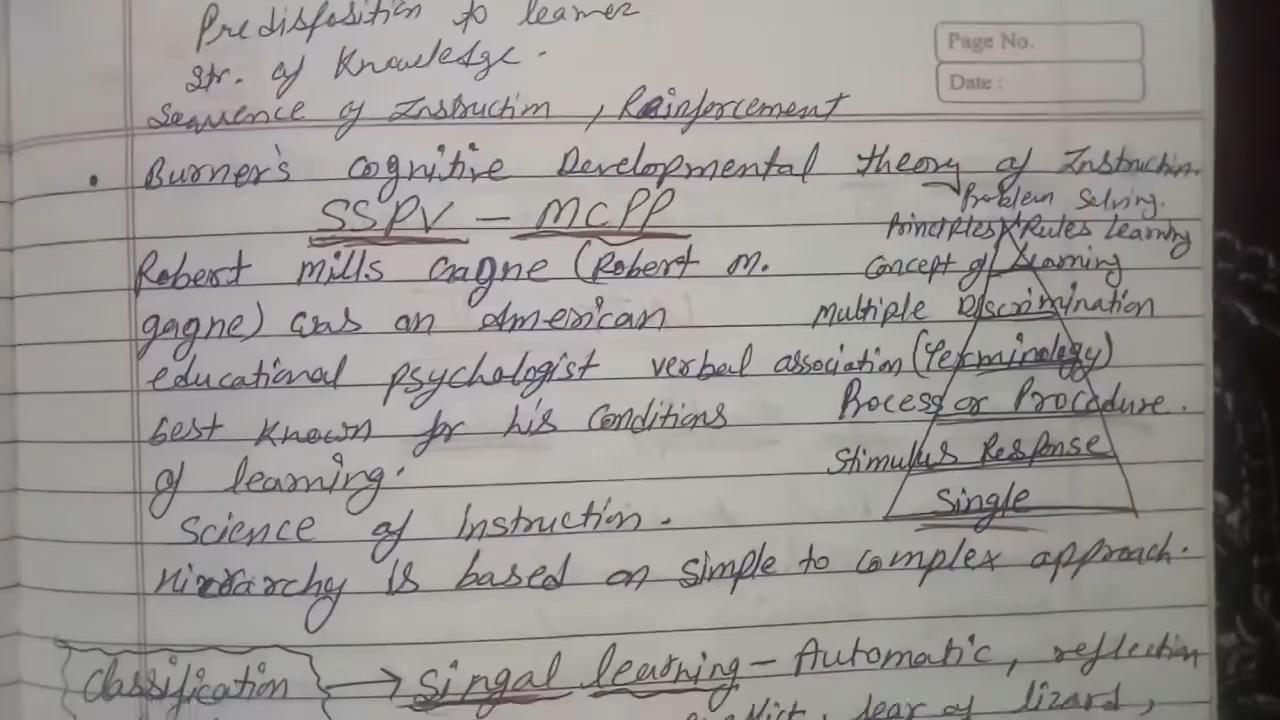 Predisposition to learner
Str. of Knowledge.
Page No.
Date :
Sequence of Instruction, Reinforcement
• Burner's Cognitive Developmental theory of Instruction.
SSPV - MCPP
Problem Solving.
Principles Rules Learning
Robert mills Gagne (Robert M.
Concept of Learning
gagne) was an American
Multiple Discrimination
educational psychologist
verbal association (Terminology)
best known for his Conditions
Process or Procedure.
of learning.
Stimulus Response
Single
Science of Instruction.
Hierarchy is based on simple to complex approach.
Classification → Singal learning - Automatic, reflection
fear of lizard,